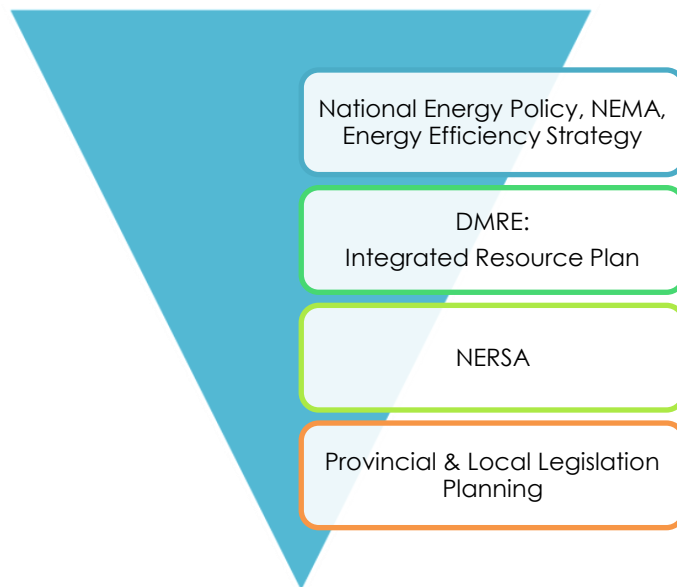 National Energy Policy, NEMA,
Energy Efficiency Strategy
DMRE:
Integrated Resource Plan
NERSA
Provincial & Local Legislation
Planning